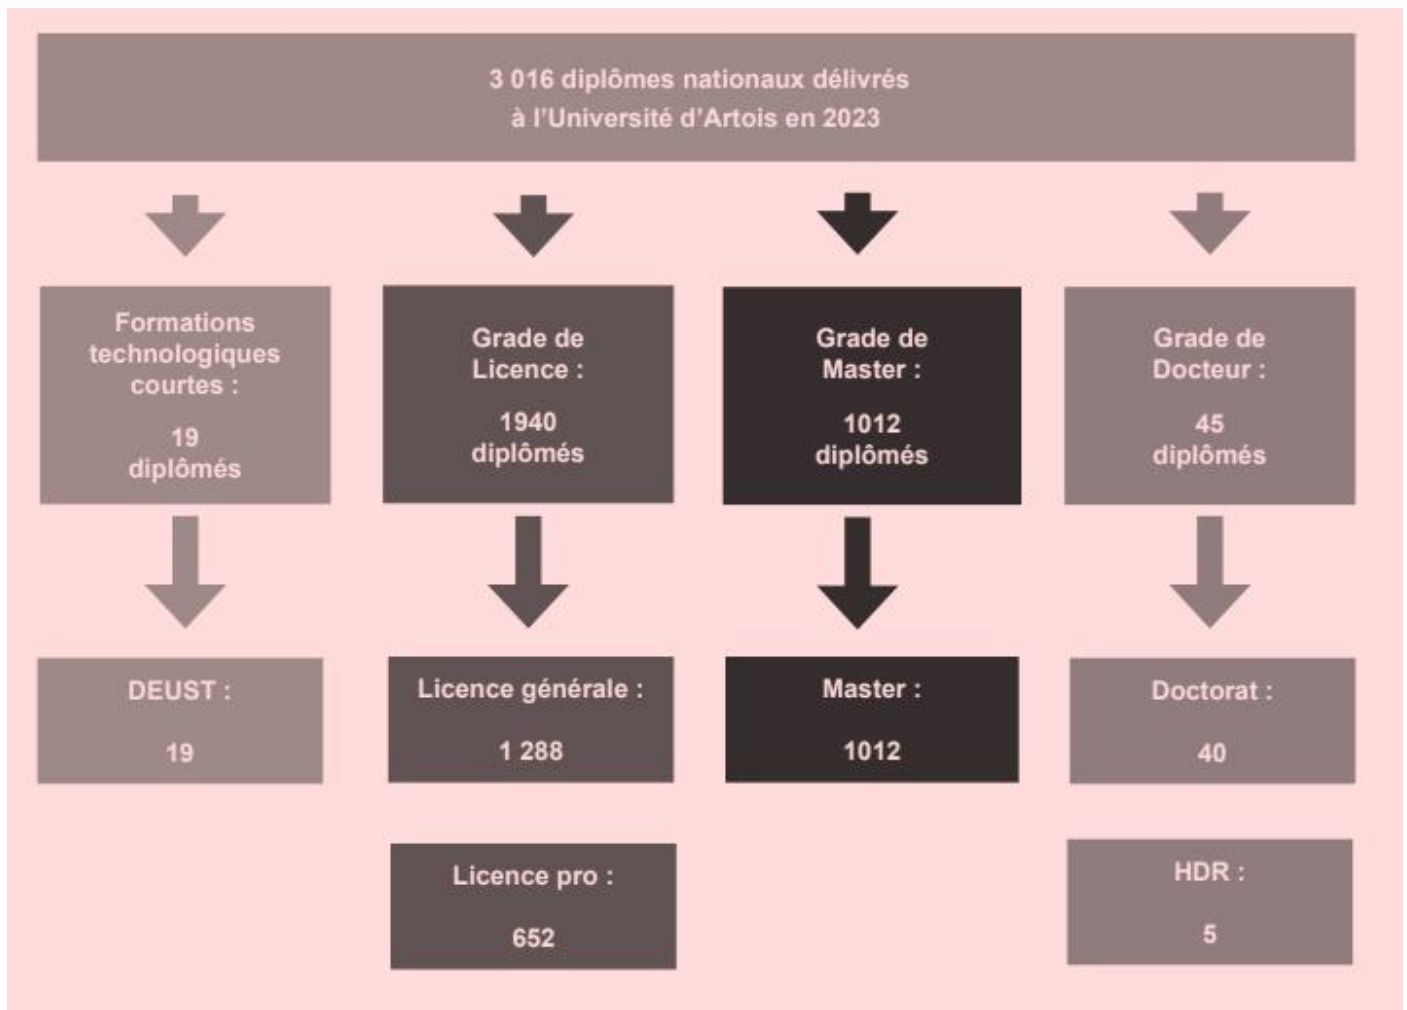 3 016 diplômes nationaux délivrés
à l'Université d'Artois en 2023
Formations
technologiques
courtes :
19
diplômés
Grade de
Licence :
1940
diplômés
Grade de
Master :
1012
diplômés
Grade de
Docteur :
45
diplômés
DEUST :
19
Licence générale :
1 288
Master :
1012
Doctorat :
40
Licence pro :
652
HDR :
5